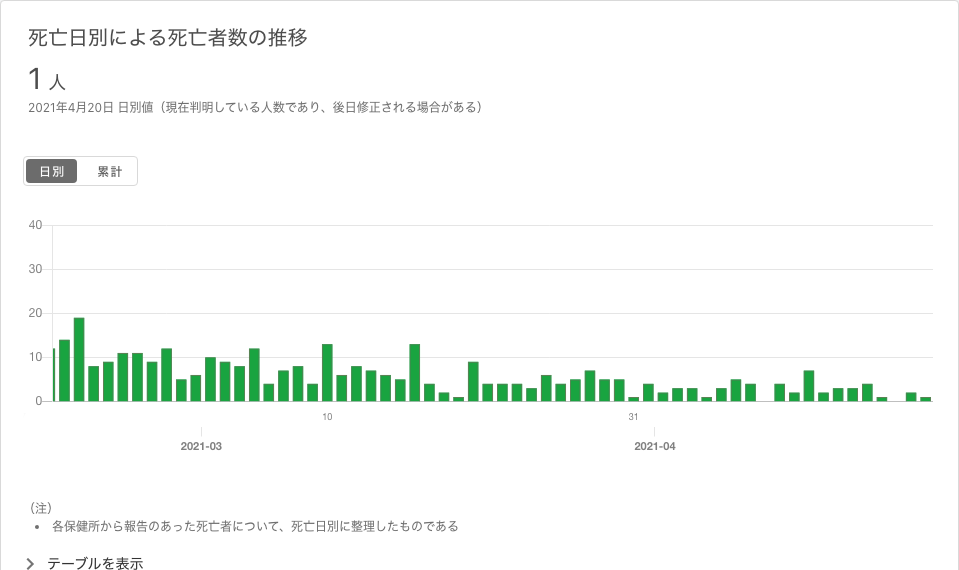 死亡日別による死亡者数の推移
1 人
2021年4月20日 日別値（現在判明している人数であり、後日修正される場合がある）
日別 累計
40
30
20
10
0
10 31
2021-03 2021-04
（注）
• 各保健所から報告のあった死亡者について、死亡日別に整理したものである
テーブルを表示